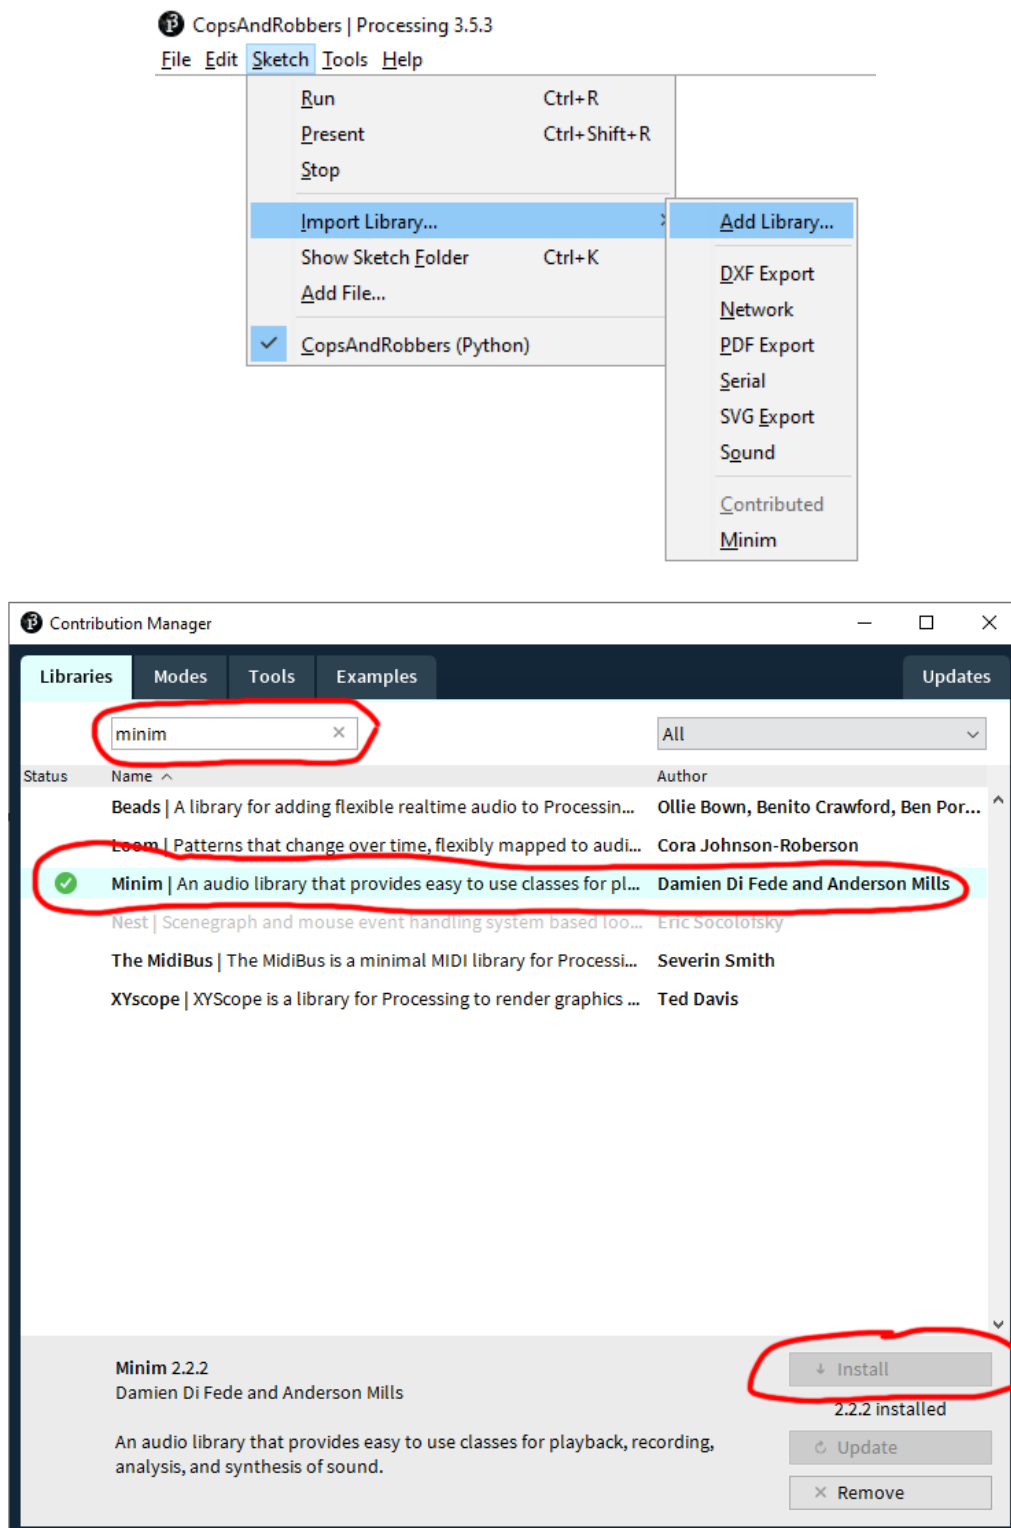 CopsAndRobbers | Processing 3.5.3
File Edit Sketch Tools Help
Run Ctrl+R
Present Ctrl+Shift+R
Stop
Import Library... Add Library...
Show Sketch Folder Ctrl+K
Add File...
CopsAndRobbers (Python)
DXF Export
Network
PDF Export
Serial
SVG Export
Sound
Contributed
Minim
Contribution Manager
Libraries Modes Tools Examples Updates
minim All
Status Name Author
Beads | A library for adding flexible realtime audio to Processin... Ollie Bown, Benito Crawford, Ben Por...
Loom | Patterns that change over time, flexibly mapped to audi... Cora Johnson-Roberson
Minim | An audio library that provides easy to use classes for pl... Damien Di Fede and Anderson Mills
Nest | Scenegraph and mouse event handling system based loo... Eric Socolofsky
The MidiBus | The MidiBus is a minimal MIDI library for Processi... Severin Smith
XYscope | XYScope is a library for Processing to render graphics ... Ted Davis
Minim 2.2.2
Damien Di Fede and Anderson Mills
An audio library that provides easy to use classes for playback, recording,
analysis, and synthesis of sound.
Install
2.2.2 installed
Update
Remove